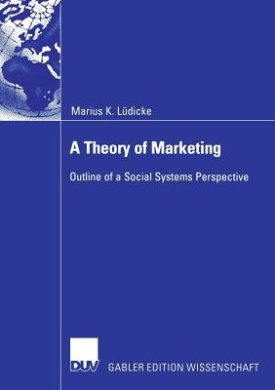 Marius K. Lüdicke
A Theory of Marketing
Outline of a Social Systems Perspective
DUV
GABLER EDITION WISSENSCHAFT